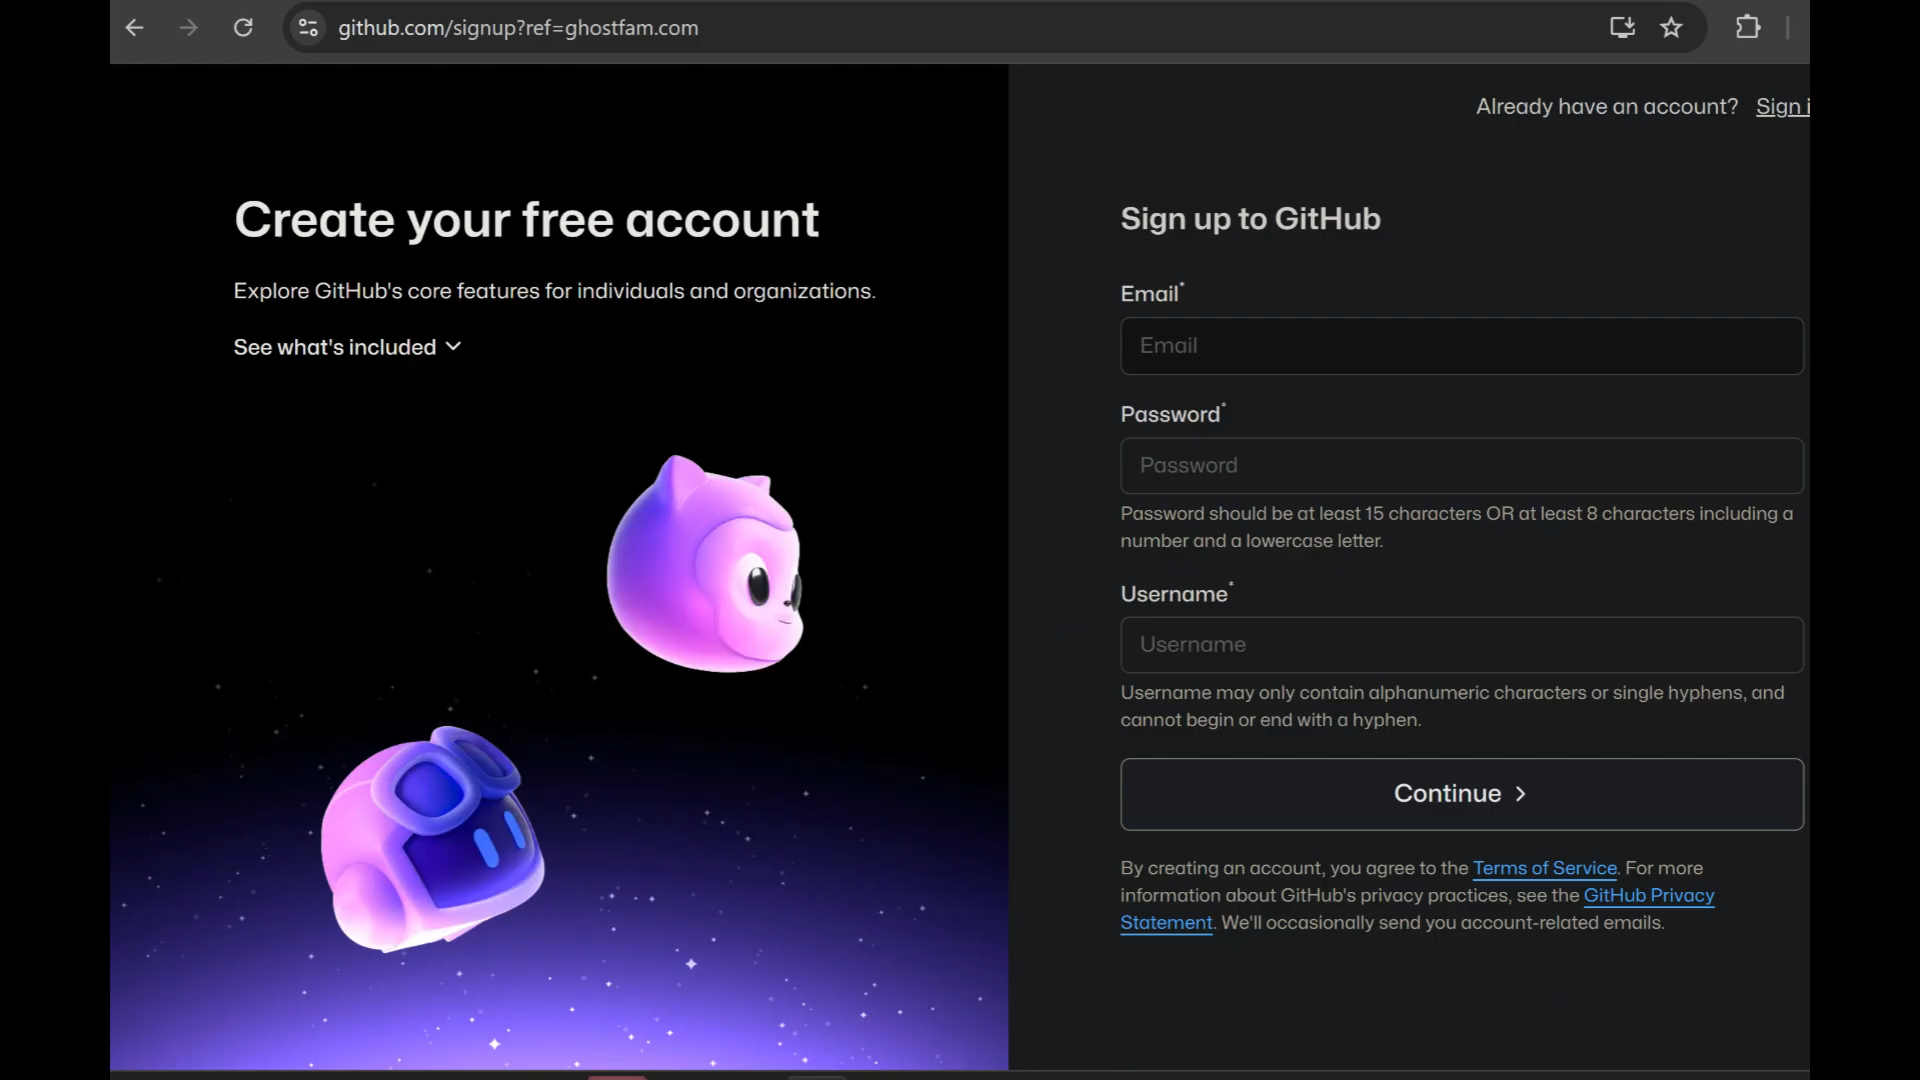 github.com/signup?ref=ghostfam.com
Already have an account? Sign i
Create your free account
Explore GitHub's core features for individuals and organizations.
See what's included
Sign up to GitHub
Email*
Email
Password*
Password
Password should be at least 15 characters OR at least 8 characters including a
number and a lowercase letter.
Username*
Username
Username may only contain alphanumeric characters or single hyphens, and
cannot begin or end with a hyphen.
Continue
By creating an account, you agree to the Terms of Service. For more
information about GitHub's privacy practices, see the GitHub Privacy
Statement. We'll occasionally send you account-related emails.